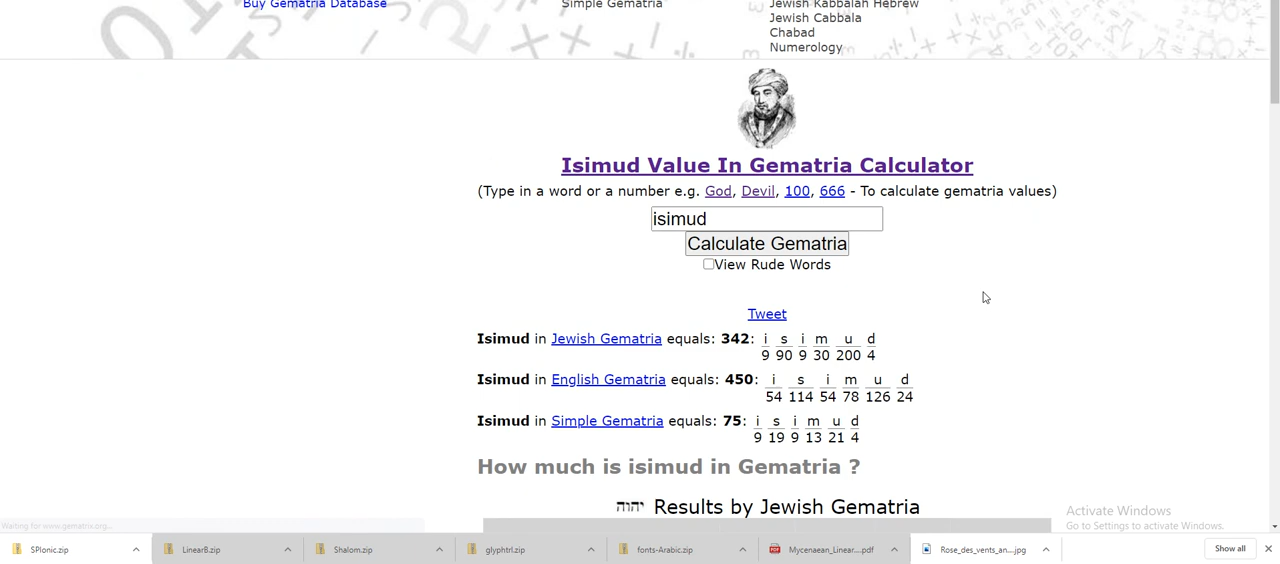 Buy Gematria Database
Simple Gematria
Jewish Kabbalah Hebrew
Jewish Cabbala
Chabad
Numerology
Isimud Value In Gematria Calculator
(Type in a word or a number e.g. God, Devil, 100, 666 - To calculate gematria values)
isimud
Calculate Gematria
View Rude Words
Tweet
Isimud in Jewish Gematria equals: 342: i s i m u d
9 90 9 30 200 4
Isimud in English Gematria equals: 450: i s i m u d
54 114 54 78 126 24
Isimud in Simple Gematria equals: 75: i s i m u d
9 19 9 13 21 4
How much is isimud in Gematria ?
יהוה Results by Jewish Gematria
Activate Windows
Go to Settings to activate Windows.
Waiting for www.gematrix.org...
SPIonic.zip
LinearB.zip
Shalom.zip
glyphtrl.zip
fonts-Arabic.zip
Mycenaean_Linear....pdf
Rose_des_vents_an....jpg
Show all